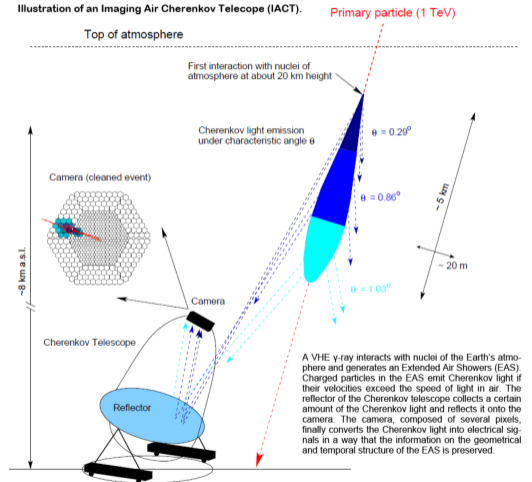 Illustration of an Imaging Air Cherenkov Telecope (IACT).
Primary particle (1 TeV)
Top of atmosphere
First interaction with nuclei of
atmosphere at about 20 km height
Cherenkov light emission
under characteristic angle θ
θ = 0.29°
Camera (cleaned event)
θ = 0.86°
~ 5 km
~ 20 m
~8 km a.s.l.
θ = 1.03°
Camera
Cherenkov Telescope
Reflector
A VHE γ-ray interacts with nuclei of the Earth's atmo-
phere and generates an Extended Air Showers (EAS).
Charged particles in the EAS emit Cherenkov light if
their velocities exceed the speed of light in air. The
reflector of the Cherenkov telescope collects a certain
amount of the Cherenkov light and reflects it onto the
camera. The camera, composed of several pixels,
finally converts the Cherenkov light into electrical sig-
nals in a way that the information on the geometrical
and temporal structure of the EAS is preserved.